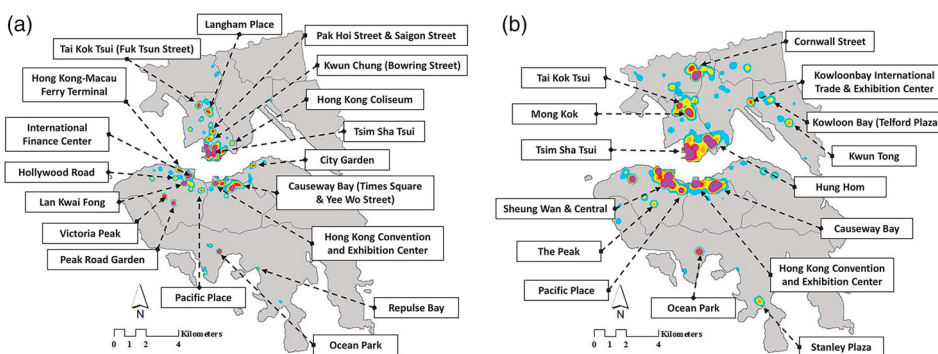 (a)
Langham Place
Tai Kok Tsui (Fuk Tsun Street)
Pak Hoi Street & Saigon Street
Hong Kong-Macau
Ferry Terminal
Kwun Chung (Bowring Street)
Hong Kong Coliseum
International
Finance Center
Tsim Sha Tsui
Hollywood Road
City Garden
Lan Kwai Fong
Causeway Bay (Times Square
& Yee Wo Street)
Victoria Peak
Hong Kong Convention
and Exhibition Center
Peak Road Garden
Pacific Place
Repulse Bay
Ocean Park
N
Kilometers
0 1 2 4
(b)
Cornwall Street
Tai Kok Tsui
Kowloonbay International
Trade & Exhibition Center
Mong Kok
Kowloon Bay (Telford Plaza)
Tsim Sha Tsui
Kwun Tong
Hung Hom
Sheung Wan & Central
Causeway Bay
The Peak
Hong Kong Convention
and Exhibition Center
Pacific Place
Ocean Park
Stanley Plaza
N
Kilometers
0 1 2 4